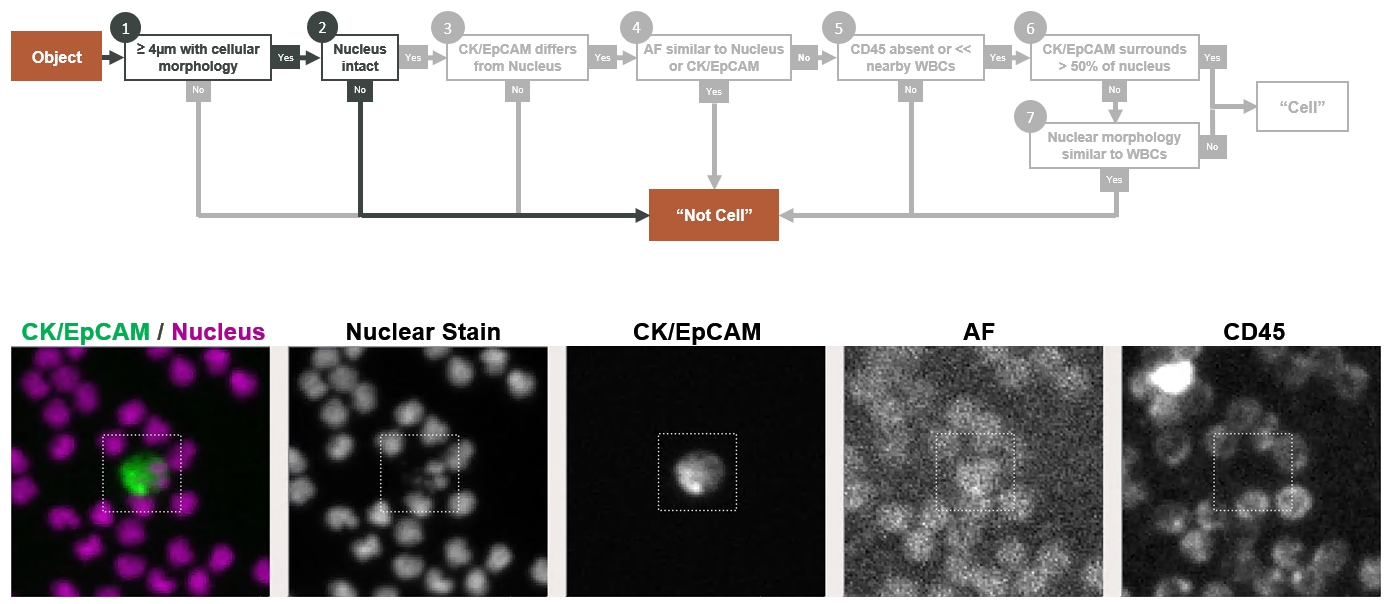 1
2
3
4
5
6
Object
≥ 4µm with cellular
morphology
Yes
No
Nucleus
intact
Yes
No
CK/EpCAM differs
from Nucleus
Yes
No
AF similar to Nucleus
or CK/EpCAM
No
Yes
CD45 absent or <<
nearby WBCs
Yes
No
CK/EpCAM surrounds
> 50% of nucleus
Yes
No
“Cell”
7
Nuclear morphology
similar to WBCs
No
Yes
“Not Cell”
CK/EpCAM / Nucleus
Nuclear Stain
CK/EpCAM
AF
CD45